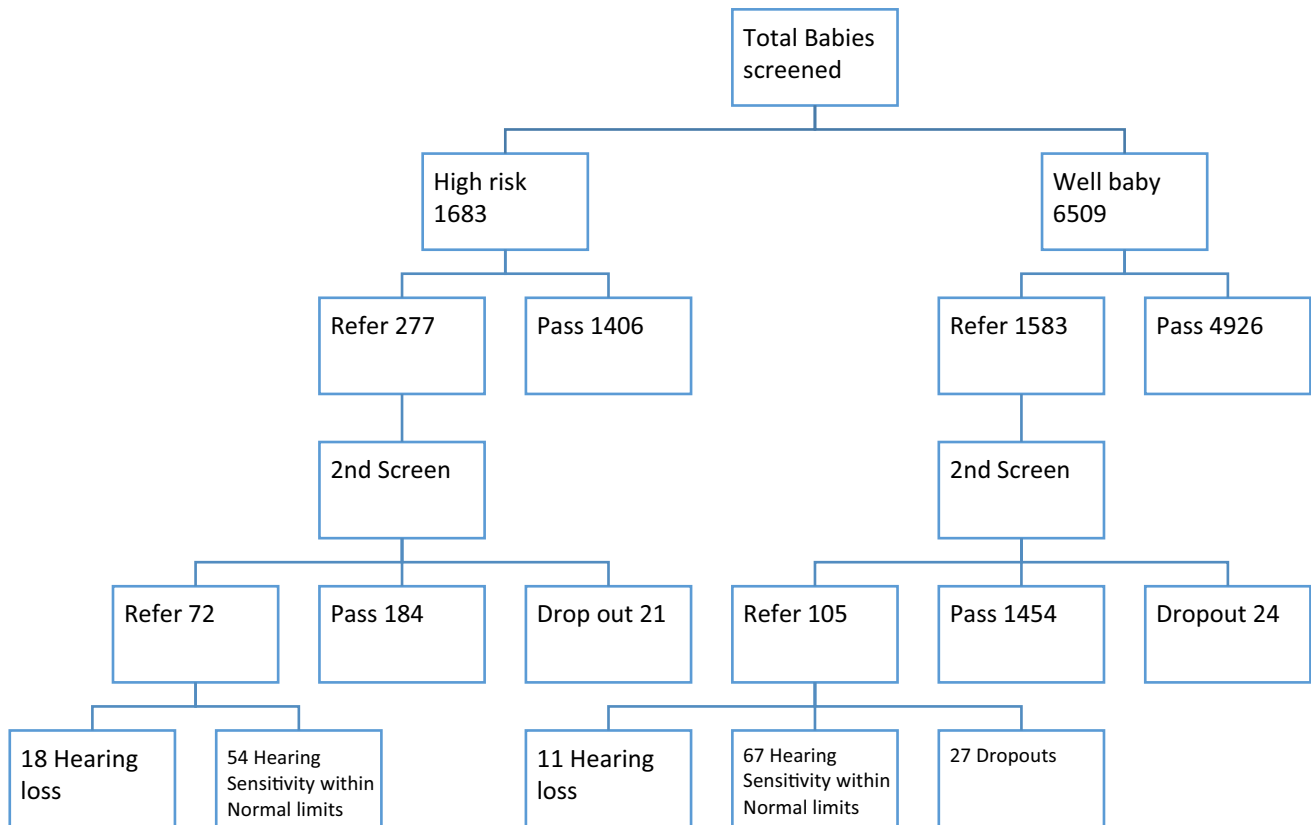 Total Babies
screened
High risk
1683
Well baby
6509
Refer 277
Pass 1406
Refer 1583
Pass 4926
2nd Screen
2nd Screen
Refer 72
Pass 184
Drop out 21
Refer 105
Pass 1454
Dropout 24
18 Hearing
loss
54 Hearing
Sensitivity within
Normal limits
11 Hearing
loss
67 Hearing
Sensitivity within
Normal limits
27 Dropouts